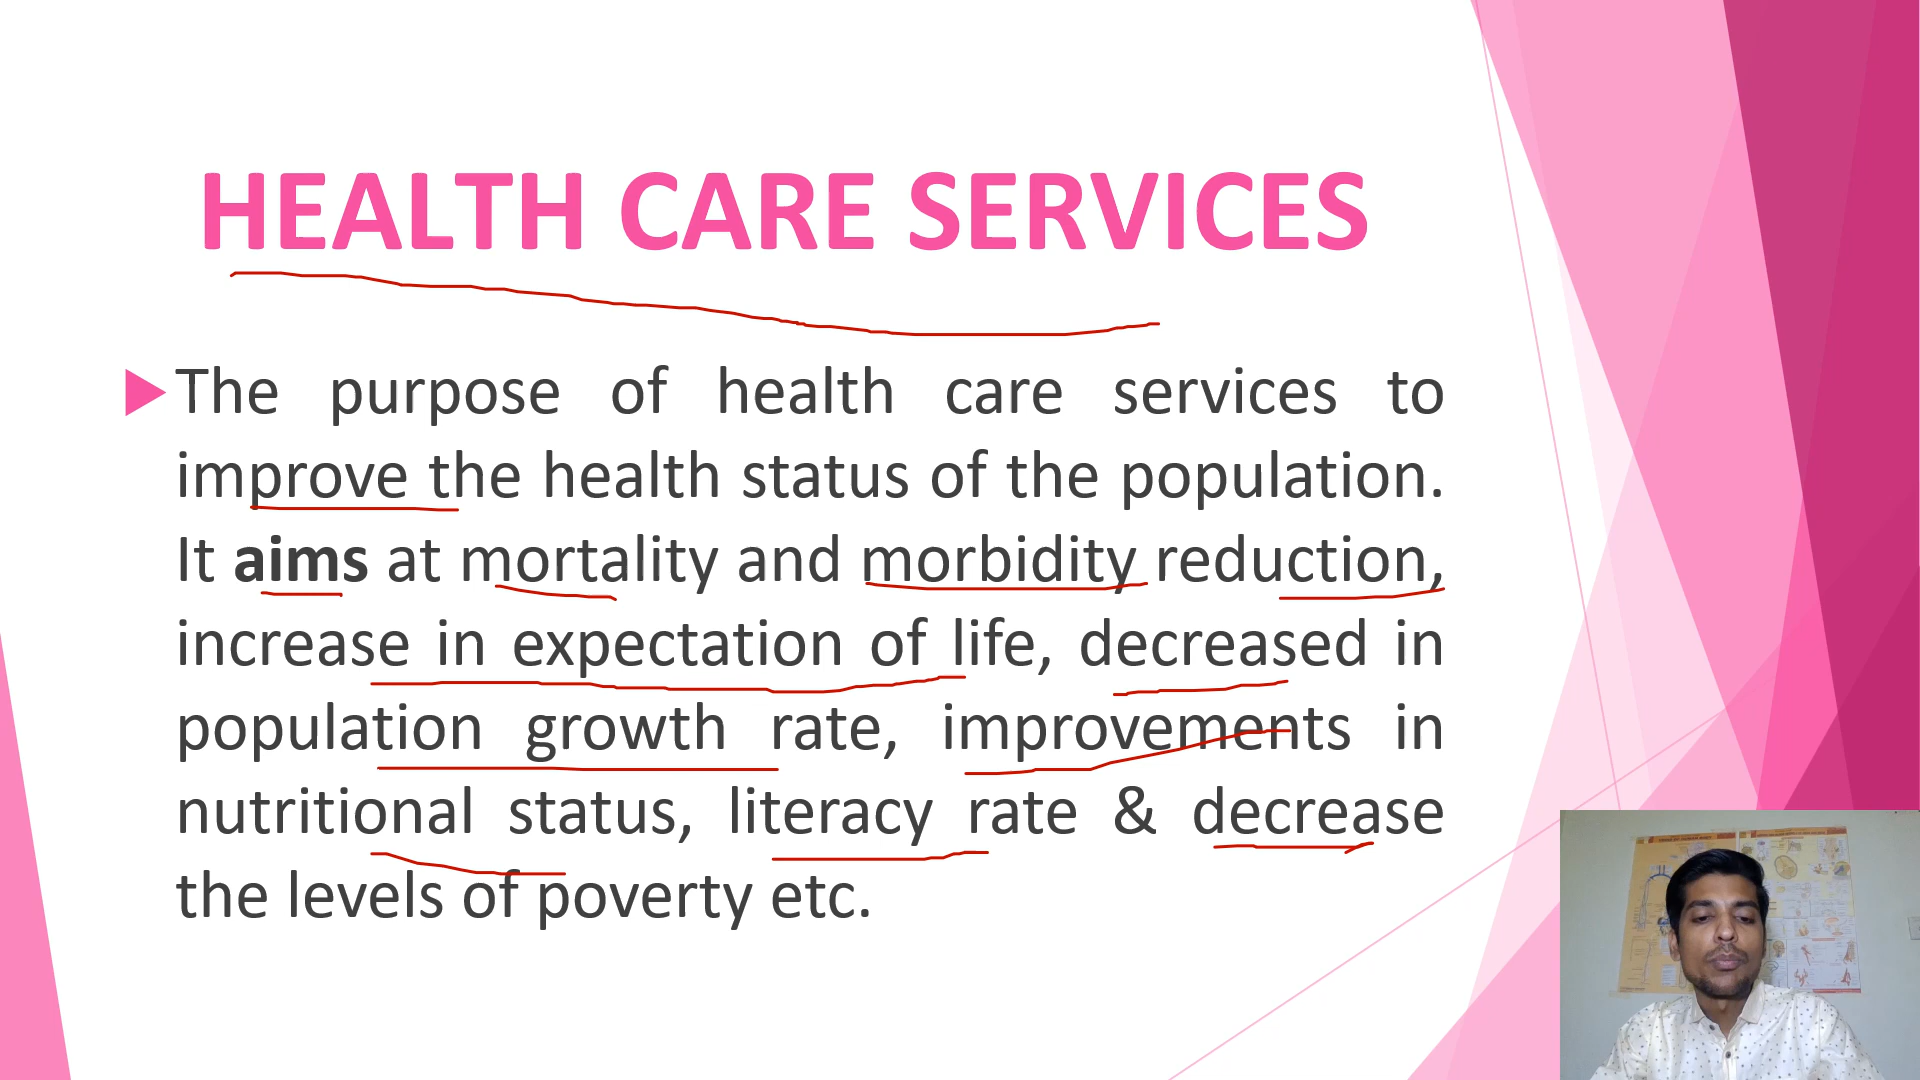 HEALTH CARE SERVICES
The purpose of health care services to
improve the health status of the population.
It aims at mortality and morbidity reduction,
increase in expectation of life, decreased in
population growth rate, improvements in
nutritional status, literacy rate & decrease
the levels of poverty etc.